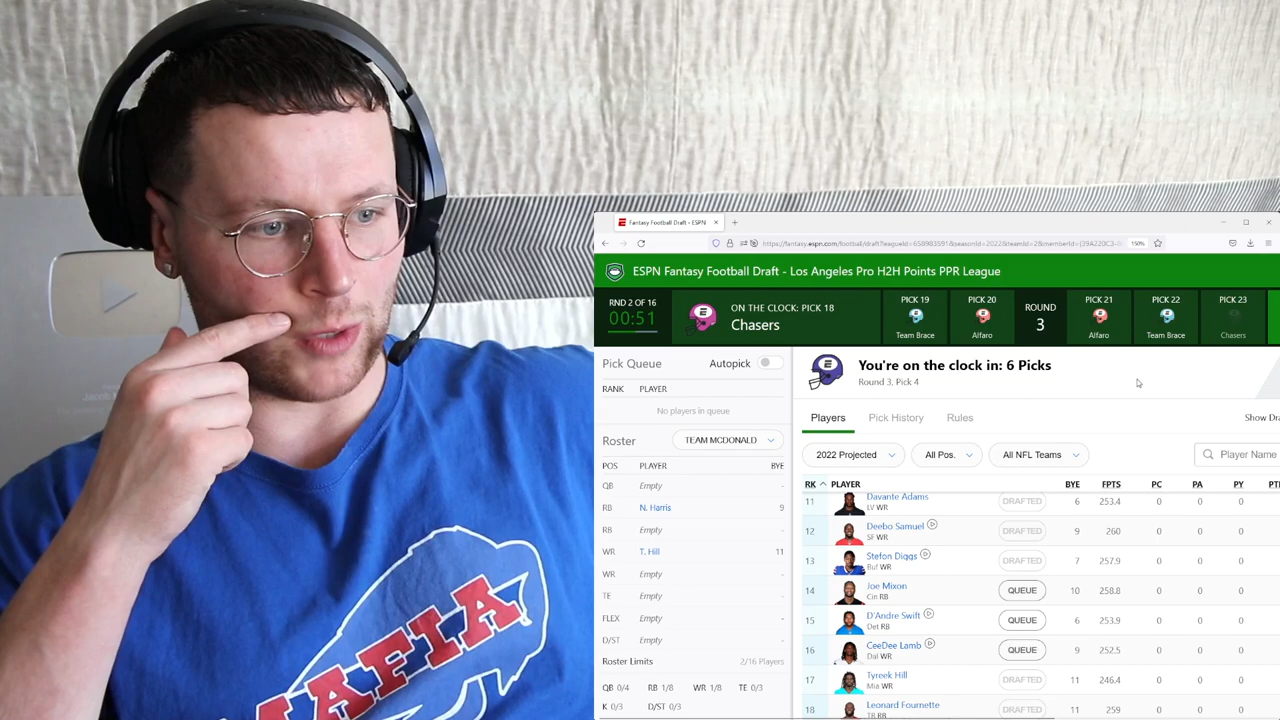 Fantasy Football Draft - ESPN
150%
ESPN Fantasy Football Draft - Los Angeles Pro H2H Points PPR League
RND 2 OF 16
00:51
ON THE CLOCK: PICK 18
Chasers
PICK 19
Team Brace
PICK 20
Alfaro
ROUND
3
PICK 21
Alfaro
PICK 22
Team Brace
PICK 23
Chasers
Pick Queue
Autopick
RANK PLAYER
No players in queue
Roster
TEAM MCDONALD
POS PLAYER BYE
QB Empty -
RB N. Harris 9
RB Empty -
WR T. Hill 11
WR Empty -
TE Empty -
FLEX Empty -
D/ST Empty -
Roster Limits 2/16 Players
QB 0/4 RB 1/8 WR 1/8 TE 0/3
K 0/3 D/ST 0/3
You're on the clock in: 6 Picks
Round 3, Pick 4
Players Pick History Rules
Show Dra
2022 Projected All Pos. All NFL Teams Player Name
RK PLAYER BYE FPTS PC PA PY PT
11 Davante Adams DRAFTED 6 253.4 0 0 0
LV WR
12 Deebo Samuel DRAFTED 9 260 0 0 0
SF WR
13 Stefon Diggs DRAFTED 7 257.9 0 0 0
Buf WR
14 Joe Mixon QUEUE 10 258.8 0 0 0
Cin RB
15 D'Andre Swift QUEUE 6 253.9 0 0 0
Det RB
16 CeeDee Lamb QUEUE 9 252.5 0 0 0
Dal WR
17 Tyreek Hill DRAFTED 11 246.4 0 0 0
Mia WR
18 Leonard Fournette DRAFTED 11 259 0 0 0
TB RB
MAFIA